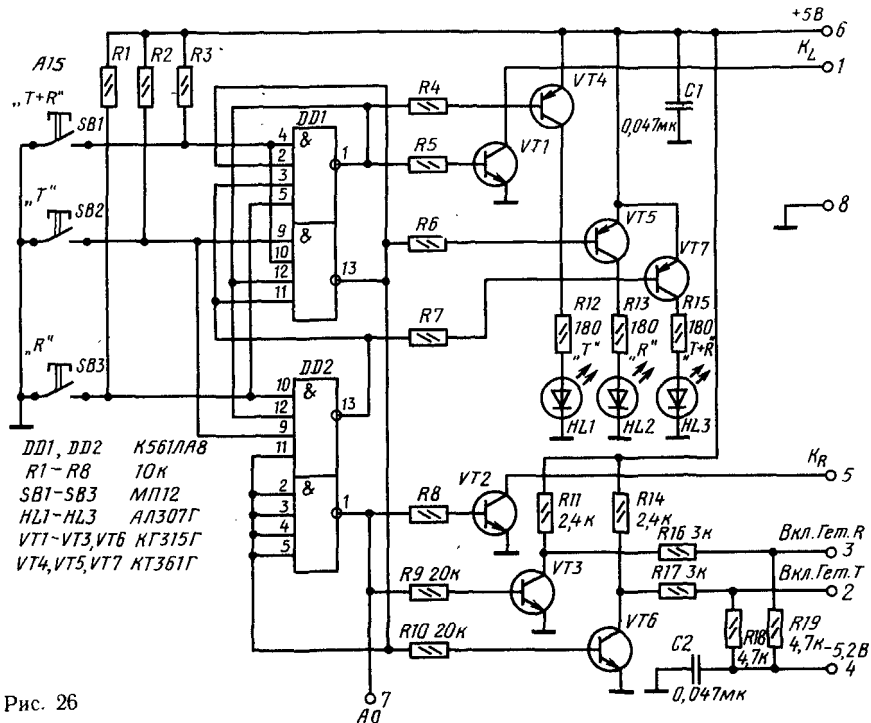 +5В
6
R1
R2
R3
K_L
1
A15
VT4
C1
0,047мк
„T+R"
SB1
DD1
R4
4
&
2
1
3
R5
VT1
5
8
„T"
SB2
9
&
VT5
10
R6
VT7
12
13
11
R7
R12
R13
R15
180
180
180
„T"
„R"
„T+R"
„R"
SB3
DD2
10
&
HL1
HL2
HL3
12
13
9
11
K_R
5
DD1, DD2 К561ЛА8
R1-R8 10к
SB1-SB3 МП12
HL1-HL3 АЛ307Г
VT1-VT3, VT6 КТ315Г
VT4, VT5, VT7 КТ361Г
2
&
3
1
4
5
R8
VT2
R11
2,4к
R14
2,4к
R16 3к
Вкл.Гет.R
3
R9 20к
VT3
R17 3к
Вкл.Гет.Т
2
R10 20к
VT6
R18
4,7к
R19
4,7к
-5,2В
4
C2
0,047мк
7
Рис. 26